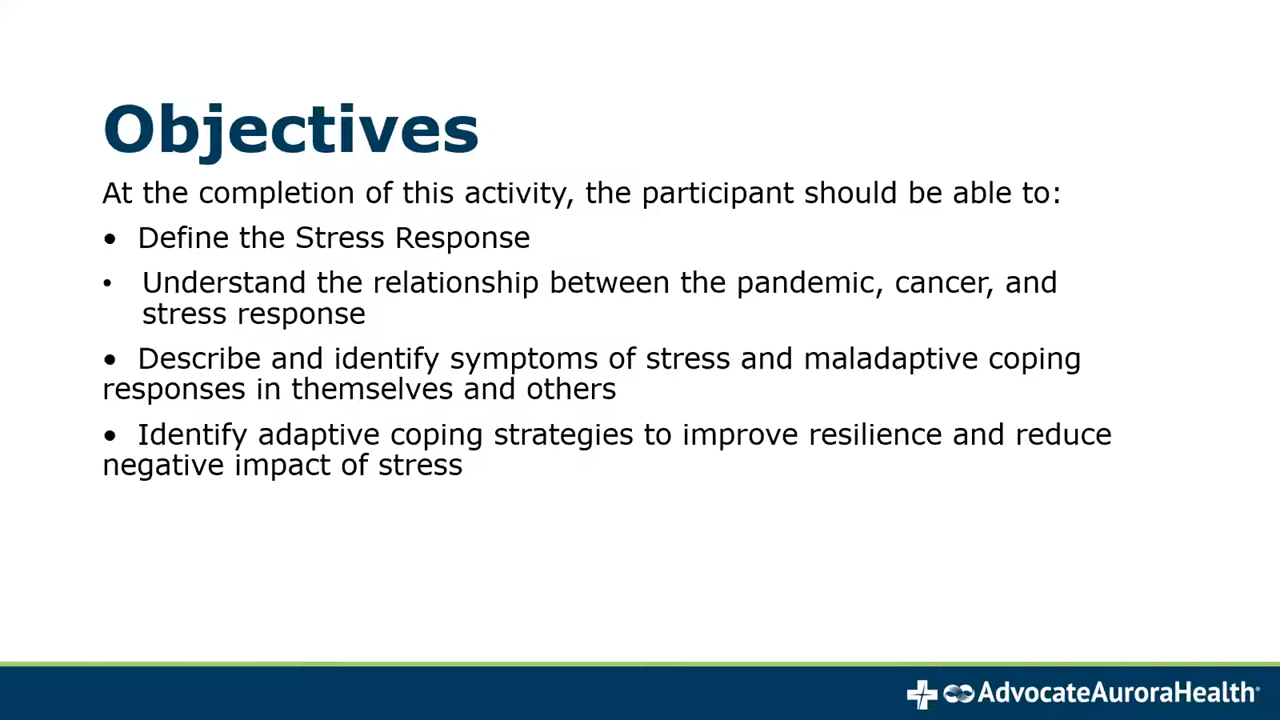 Objectives
At the completion of this activity, the participant should be able to:
• Define the Stress Response
• Understand the relationship between the pandemic, cancer, and
stress response
• Describe and identify symptoms of stress and maladaptive coping
responses in themselves and others
• Identify adaptive coping strategies to improve resilience and reduce
negative impact of stress
AdvocateAuroraHealth